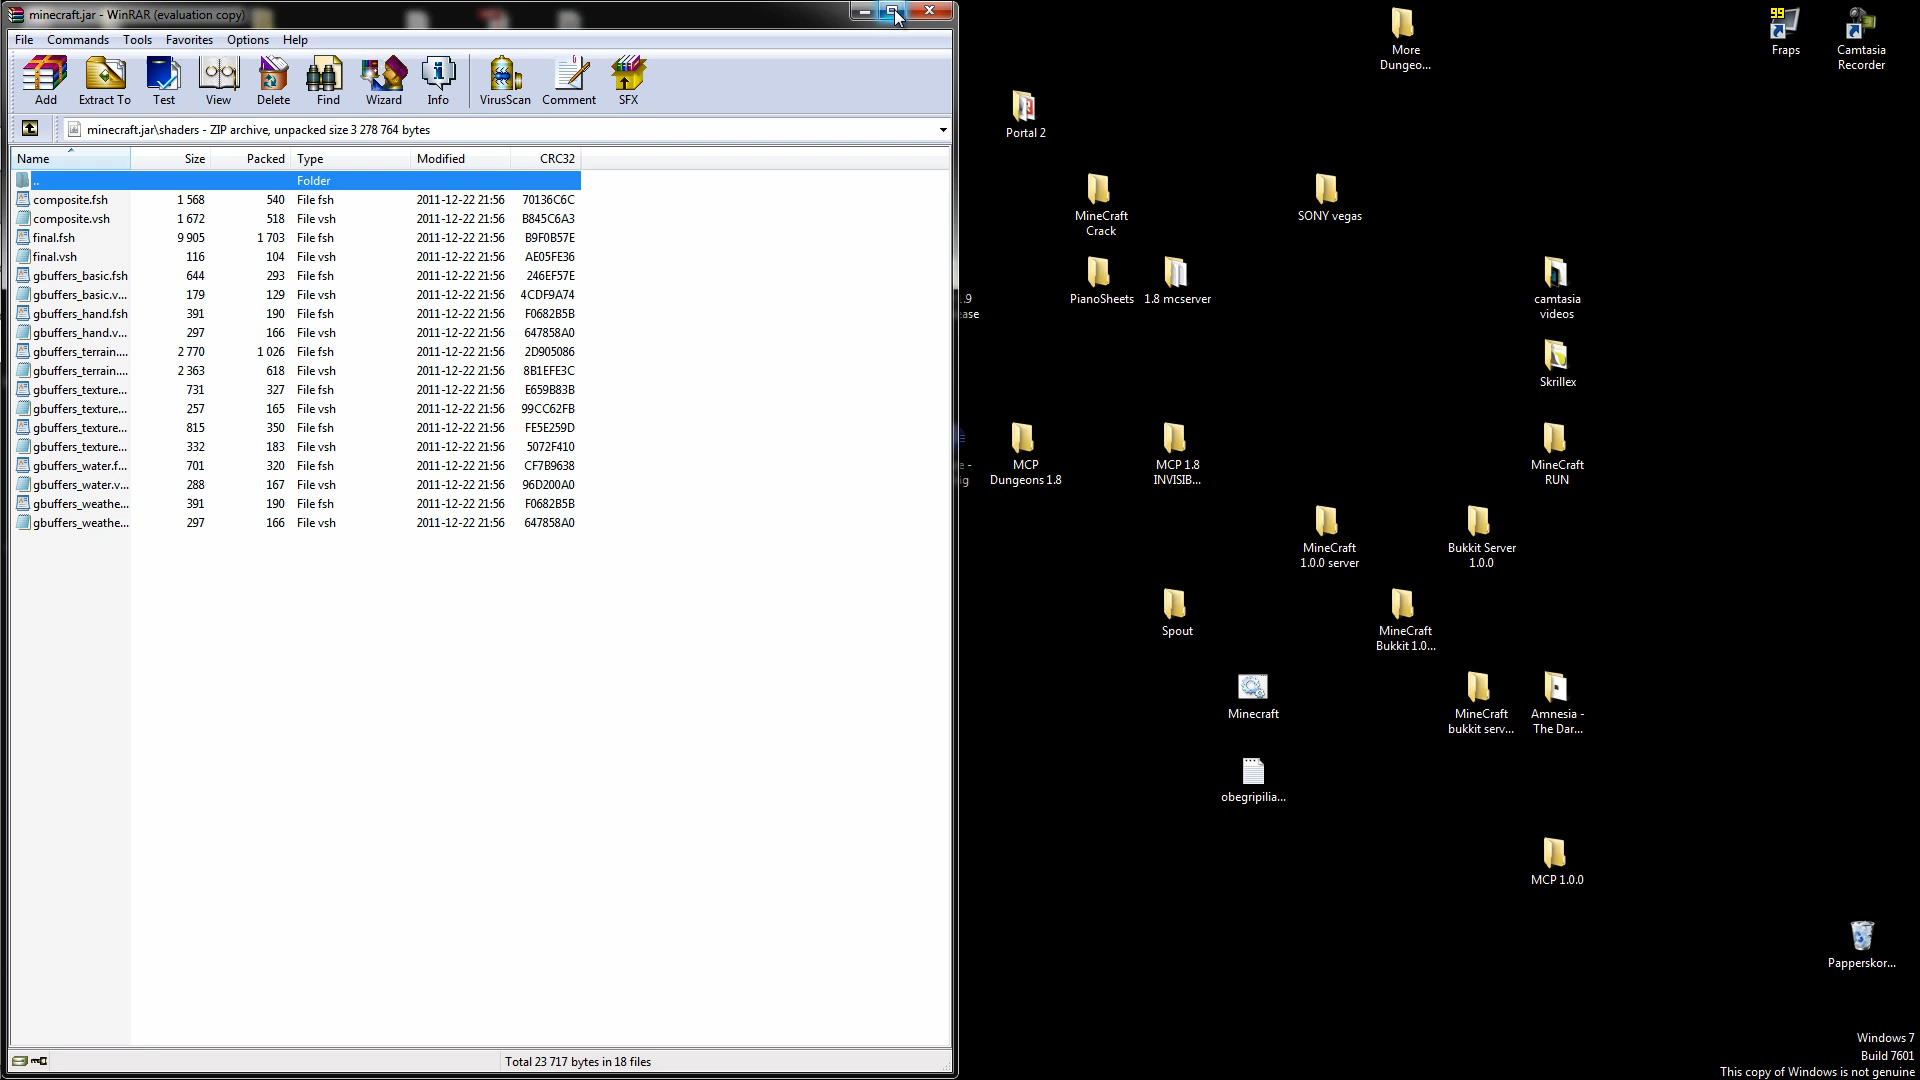 minecraft.jar - WinRAR (evaluation copy)
File Commands Tools Favorites Options Help
Add Extract To Test View Delete Find Wizard Info VirusScan Comment SFX
minecraft.jar\shaders - ZIP archive, unpacked size 3 278 764 bytes
Name Size Packed Type Modified CRC32
.. Folder
composite.fsh 1 568 540 File fsh 2011-12-22 21:56 70136C6C
composite.vsh 1 672 518 File vsh 2011-12-22 21:56 B845C6A3
final.fsh 9 905 1 703 File fsh 2011-12-22 21:56 B9F0B57E
final.vsh 116 104 File vsh 2011-12-22 21:56 AE05FE36
gbuffers_basic.fsh 644 293 File fsh 2011-12-22 21:56 246EF57E
gbuffers_basic.v... 179 129 File vsh 2011-12-22 21:56 4CDF9A74
gbuffers_hand.fsh 391 190 File fsh 2011-12-22 21:56 F0682B5B
gbuffers_hand.v... 297 166 File vsh 2011-12-22 21:56 647858A0
gbuffers_terrain.... 2 770 1 026 File fsh 2011-12-22 21:56 2D905086
gbuffers_terrain.... 2 363 618 File vsh 2011-12-22 21:56 8B1EFE3C
gbuffers_texture... 731 327 File fsh 2011-12-22 21:56 E659B83B
gbuffers_texture... 257 165 File vsh 2011-12-22 21:56 99CC62FB
gbuffers_texture... 815 350 File fsh 2011-12-22 21:56 FE5E259D
gbuffers_texture... 332 183 File vsh 2011-12-22 21:56 5072F410
gbuffers_water.f... 701 320 File fsh 2011-12-22 21:56 CF7B9638
gbuffers_water.v... 288 167 File vsh 2011-12-22 21:56 96D200A0
gbuffers_weathe... 391 190 File fsh 2011-12-22 21:56 F0682B5B
gbuffers_weathe... 297 166 File vsh 2011-12-22 21:56 647858A0
Total 23 717 bytes in 18 files
More
Dungeo...
99
Fraps
Camtasia
Recorder
Portal 2
MineCraft
Crack
SONY vegas
.9
ease
PianoSheets
1.8 mcserver
camtasia
videos
Skrillex
e -
ig
MCP
Dungeons 1.8
MCP 1.8
INVISIB...
MineCraft
RUN
MineCraft
1.0.0 server
Bukkit Server
1.0.0
Spout
MineCraft
Bukkit 1.0...
Minecraft
MineCraft
bukkit serv...
Amnesia -
The Dar...
obegripilia...
MCP 1.0.0
Papperskor...
Windows 7
Build 7601
This copy of Windows is not genuine